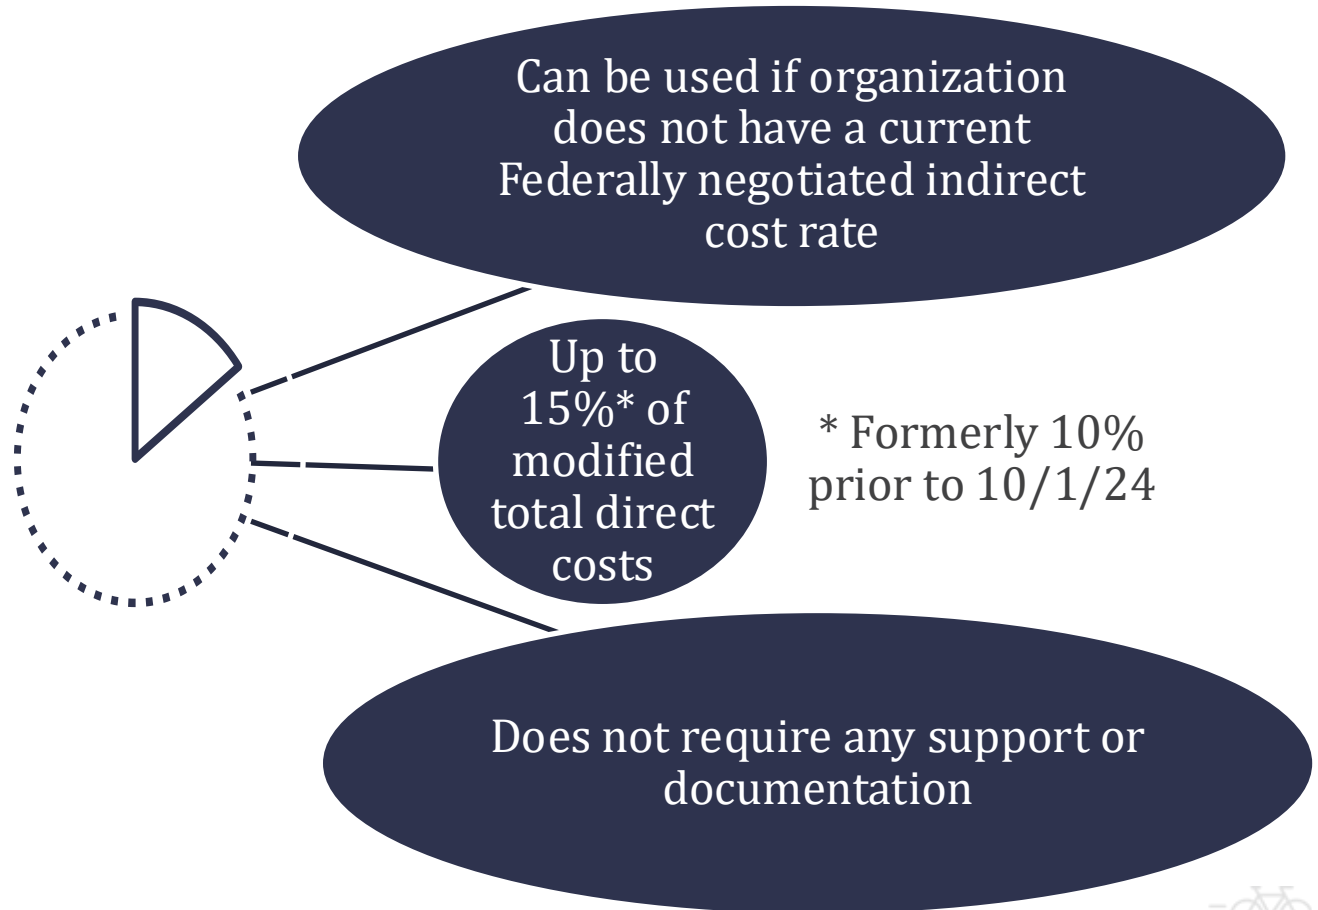 Can be used if organization
does not have a current
Federally negotiated indirect
cost rate
Up to
15%* of
modified
total direct
costs
* Formerly 10%
prior to 10/1/24
Does not require any support or
documentation